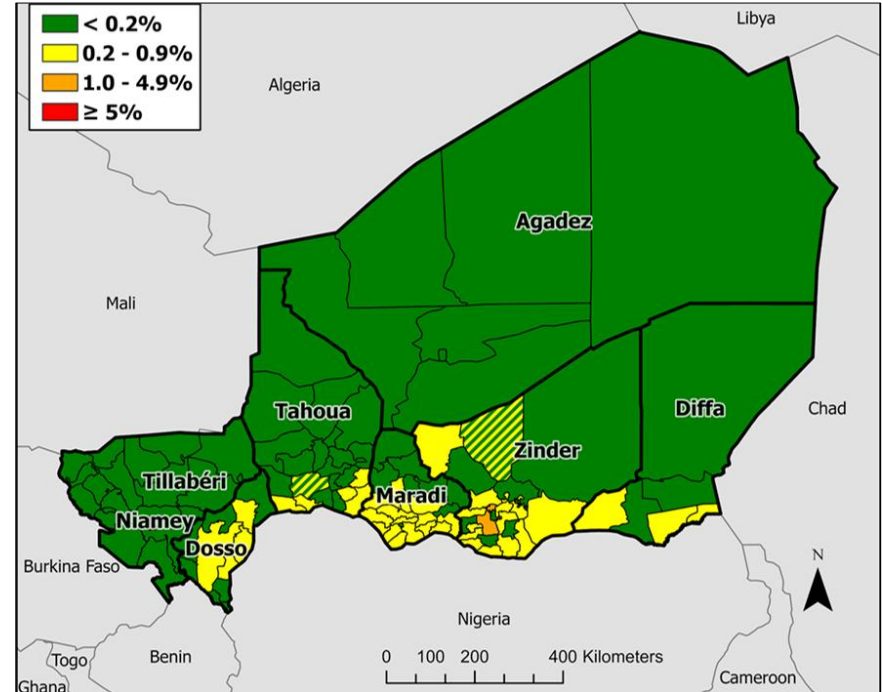 < 0.2%
0.2 - 0.9%
1.0 - 4.9%
≥ 5%
Libya
Algeria
Agadez
Mali
Tahoua
Diffa
Chad
Zinder
Tillabéri
Maradi
Niamey
Dosso
Burkina Faso
N
Nigeria
Togo
Benin
0 100 200 400 Kilometers
Cameroon
Ghana